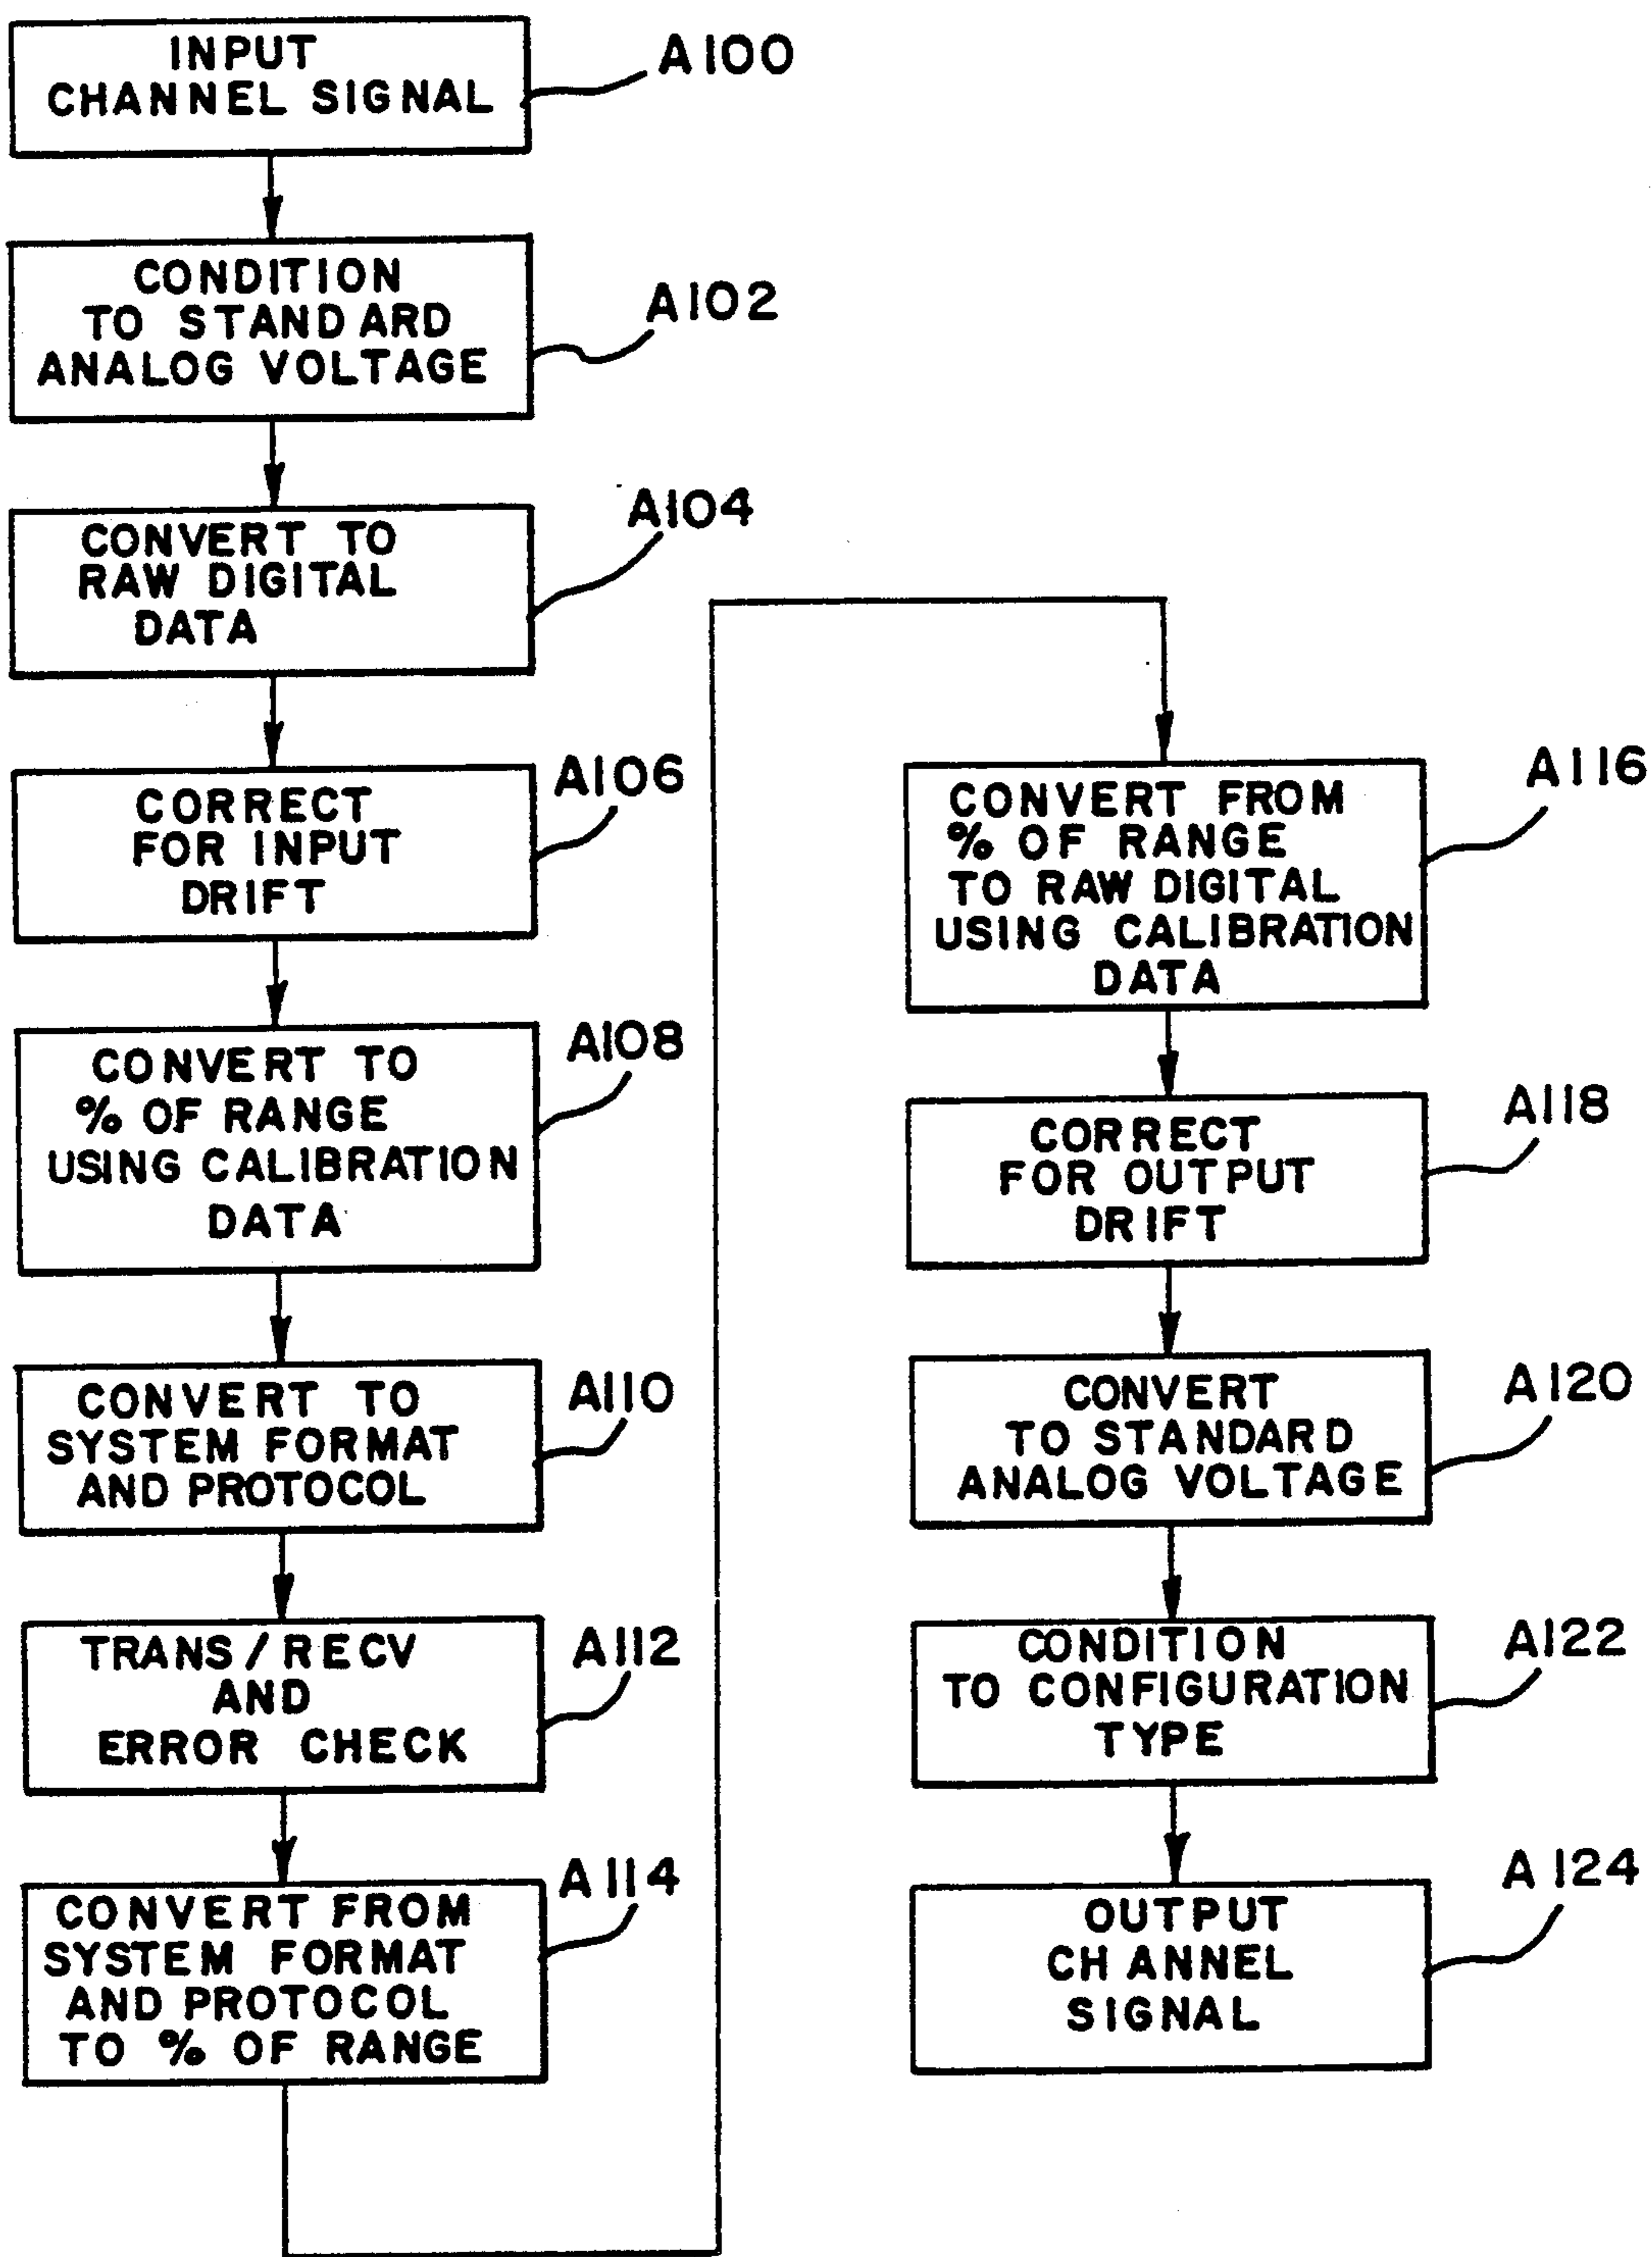 INPUT
CHANNEL SIGNAL
A100
CONDITION
TO STANDARD
ANALOG VOLTAGE
A102
CONVERT TO
RAW DIGITAL
DATA
A104
CORRECT
FOR INPUT
DRIFT
A106
CONVERT TO
% OF RANGE
USING CALIBRATION
DATA
A108
CONVERT TO
SYSTEM FORMAT
AND PROTOCOL
A110
TRANS/RECV
AND
ERROR CHECK
A112
CONVERT FROM
SYSTEM FORMAT
AND PROTOCOL
TO % OF RANGE
A114
CONVERT FROM
% OF RANGE
TO RAW DIGITAL
USING CALIBRATION
DATA
A116
CORRECT
FOR OUTPUT
DRIFT
A118
CONVERT
TO STANDARD
ANALOG VOLTAGE
A120
CONDITION
TO CONFIGURATION
TYPE
A122
OUTPUT
CHANNEL
SIGNAL
A124